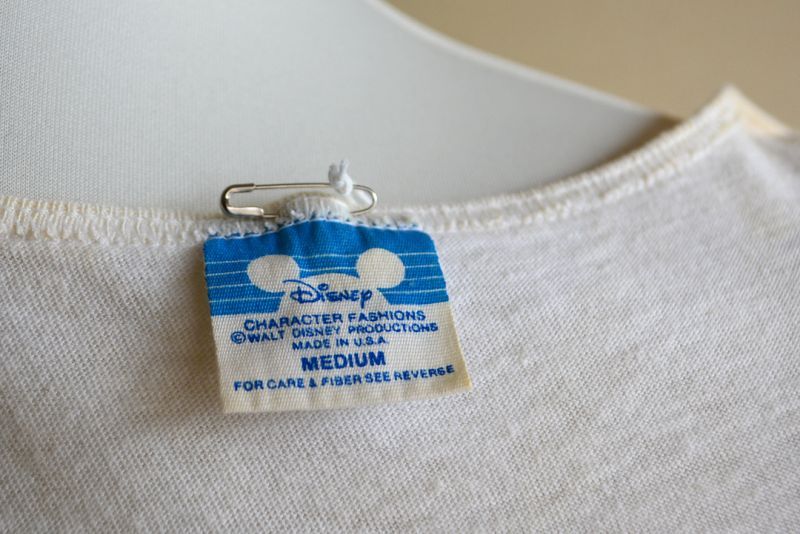 Disney
CHARACTER FASHIONS
©WALT DISNEY PRODUCTIONS
MADE IN U.S.A.
MEDIUM
FOR CARE & FIBER SEE REVERSE